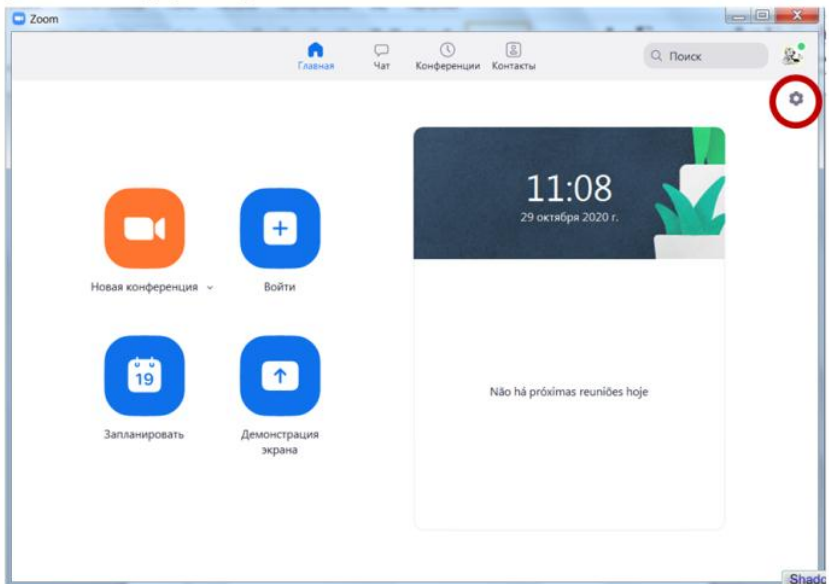 Zoom
Главная
Чат
Конференции
Контакты
Поиск
11:08
29 октября 2020 г.
Новая конференция
Войти
19
Запланировать
Демонстрация
экрана
Não há próximas reuniões hoje